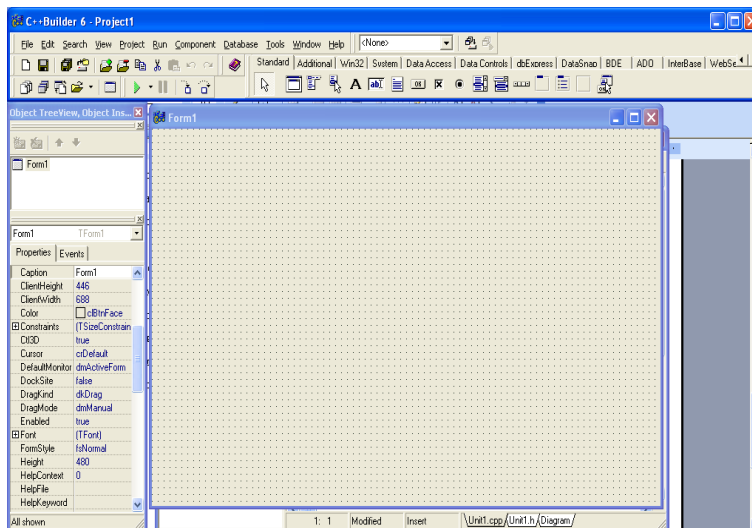 C++Builder 6 - Project1
File Edit Search View Project Run Component Database Tools Window Help <None>
Standard Additional Win32 System Data Access Data Controls dbExpress DataSnap BDE ADO InterBase WebSe
Object TreeView, Object Ins...
Form1
Form1
Form1 TForm1
Properties Events
Caption Form1
ClientHeight 446
ClientWidth 688
Color clBtnFace
Constraints (TSizeConstrain
Ctl3D true
Cursor crDefault
DefaultMonitor dmActiveForm
DockSite false
DragKind dkDrag
DragMode dmManual
Enabled true
Font (TFont)
FormStyle fsNormal
Height 480
HelpContext 0
HelpFile
HelpKeyword
All shown
1: 1 Modified Insert Unit1.cpp Unit1.h Diagram